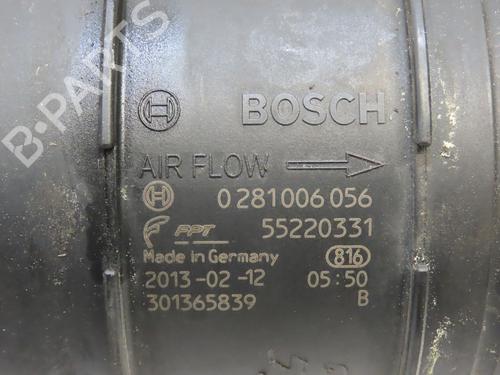 B-PARTS
BOSCH
AIR FLOW
0 281 006 056
FPT 55220331
Made in Germany 816
2013-02-12 05:50
301365839 B